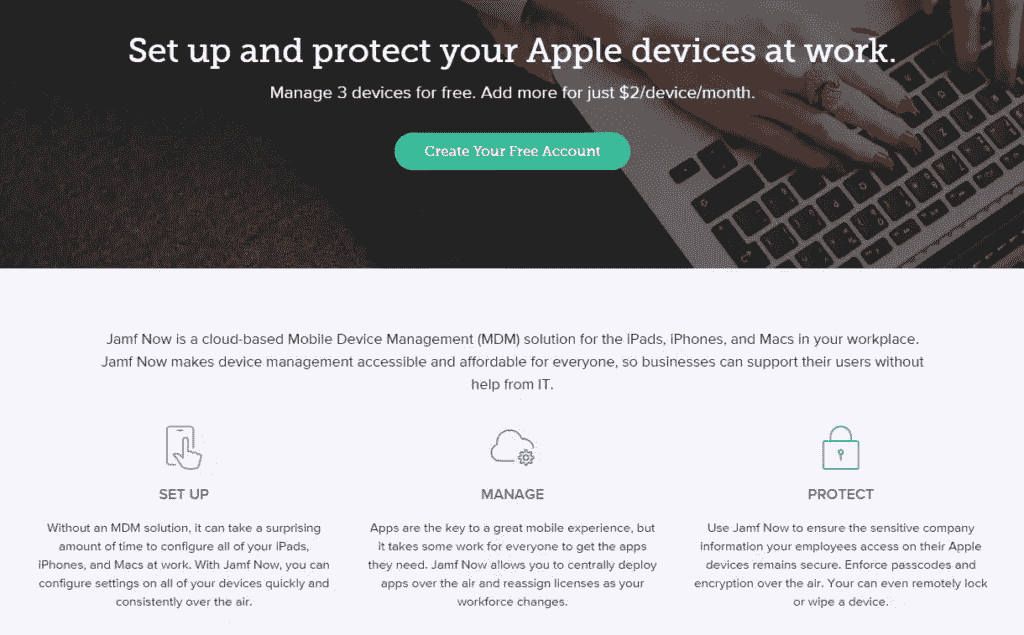 Set up and protect your Apple devices at work.
Manage 3 devices for free. Add more for just $2/device/month.
Create Your Free Account
Jamf Now is a cloud-based Mobile Device Management (MDM) solution for the iPads, iPhones, and Macs in your workplace.
Jamf Now makes device management accessible and affordable for everyone, so businesses can support their users without
help from IT.
SET UP
Without an MDM solution, it can take a surprising
amount of time to configure all of your iPads,
iPhones, and Macs at work. With Jamf Now, you can
configure settings on all of your devices quickly and
consistently over the air.
MANAGE
Apps are the key to a great mobile experience, but
it takes some work for everyone to get the apps
they need. Jamf Now allows you to centrally deploy
apps over the air and reassign licenses as your
workforce changes.
PROTECT
Use Jamf Now to ensure the sensitive company
information your employees access on their Apple
devices remains secure. Enforce passcodes and
encryption over the air. Your can even remotely lock
or wipe a device.